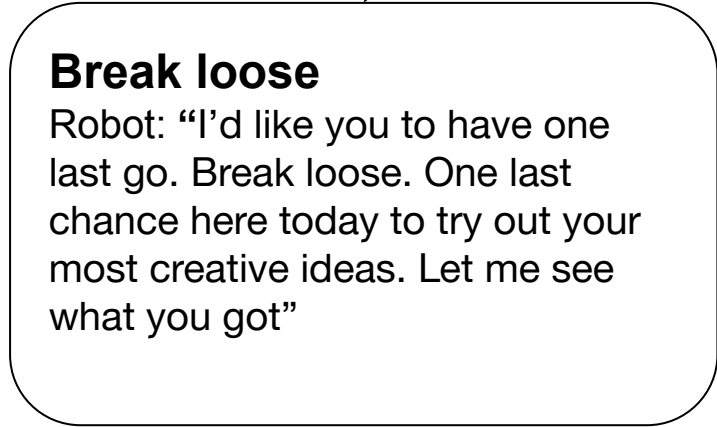 Break loose
Robot: “I’d like you to have one
last go. Break loose. One last
chance here today to try out your
most creative ideas. Let me see
what you got”